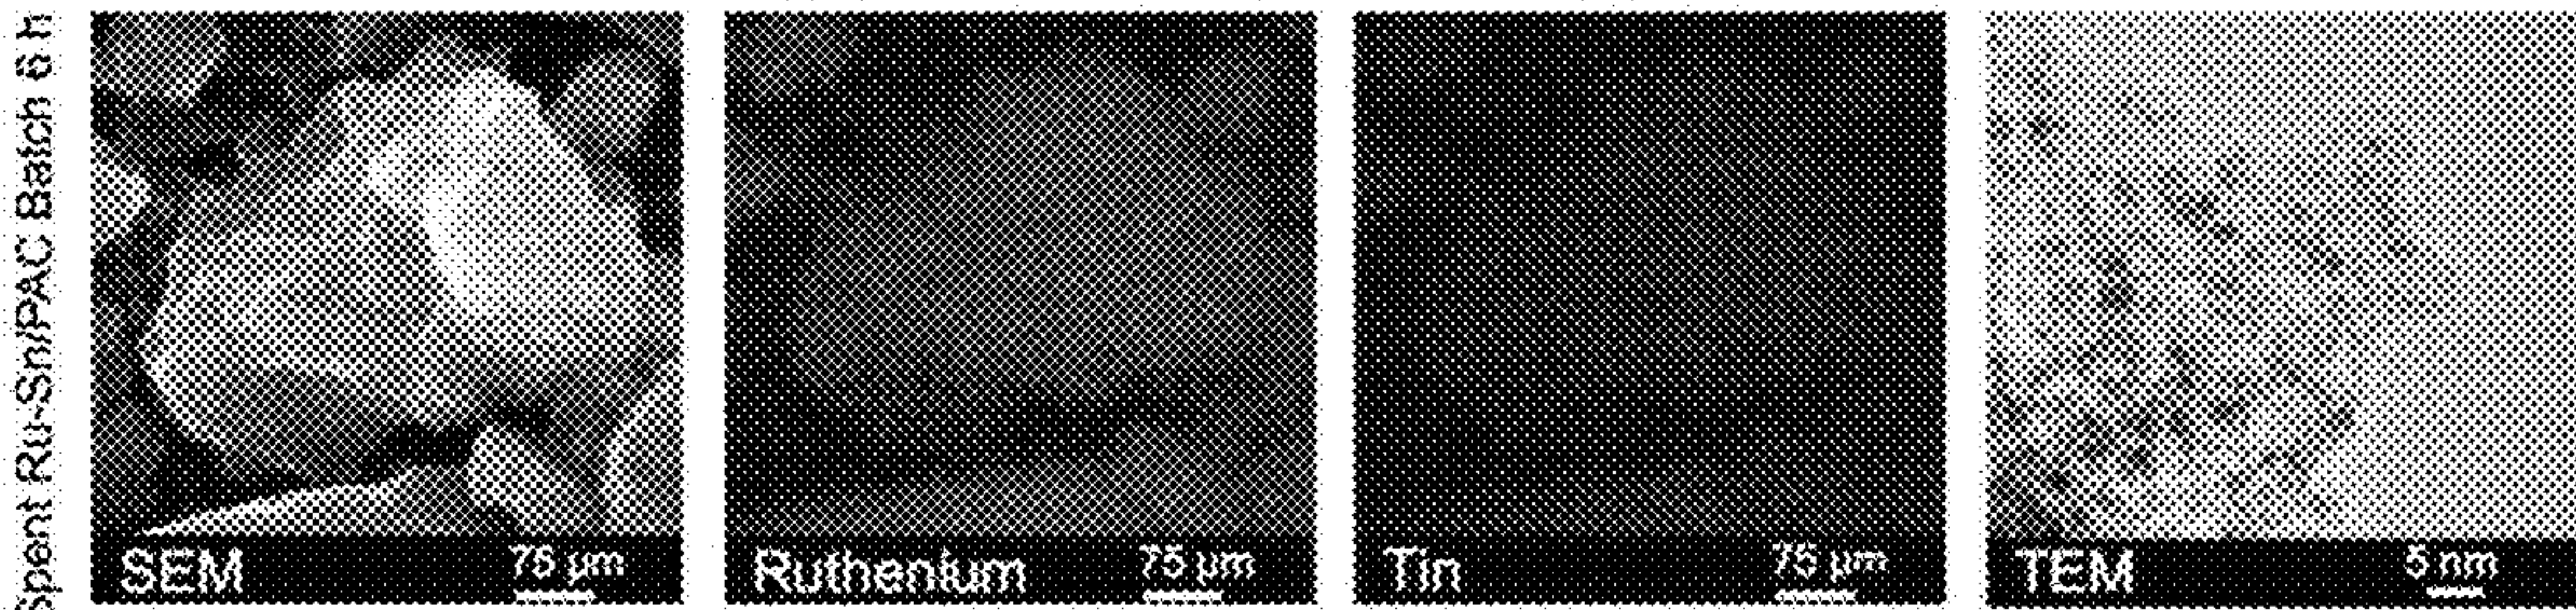 Spent Ru-Sn/PAC Batch 6 h
SEM 75 µm
Ruthenium 75 µm
Tin 75 µm
TEM 5 nm